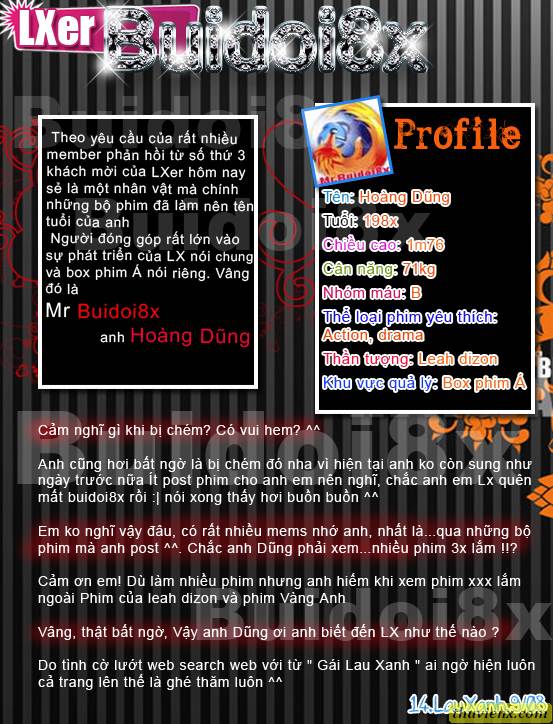 LXer
Buidoi8x
Theo yêu cầu của rất nhiều
member phản hồi từ số thứ 3
khách mời của LXer hôm nay
sẻ là một nhân vật mà chính
những bộ phim đã làm nên tên
tuổi của anh
Người đóng góp rất lớn vào
sự phát triển của LX nói chung
và box phim Á nói riêng. Vâng
đó là
Mr Buidoi8x
anh Hoàng Dũng
Mr.Buidoi8x
Profile
Tên: Hoàng Dũng
Tuổi: 198x
Chiều cao: 1m76
Cân nặng: 71kg
Nhóm máu: B
Thể loại phim yêu thích:
Action, drama
Thần tượng: Leah dizon
Khu vực quả lý: Box phim Á
Cảm nghĩ gì khi bị chém? Có vui hem? ^^
Anh cũng hơi bất ngờ là bị chém đó nha vì hiện tại anh ko còn sung như
ngày trước nữa Ít post phim cho anh em nên nghĩ, chắc anh em Lx quên
mất buidoi8x rồi :| nói xong thấy hơi buồn buồn ^^
Em ko nghĩ vậy đâu, có rất nhiều mems nhớ anh, nhất là...qua những bộ
phim mà anh post ^^. Chắc anh Dũng phải xem...nhiều phim 3x lắm !!?
Cảm ơn em! Dù làm nhiều phim nhưng anh hiếm khi xem phim xxx lắm
ngoài Phim của leah dizon và phim Vàng Anh
Vâng, thật bất ngờ, Vậy anh Dũng ơi anh biết đến LX như thế nào ?
Do tình cờ lướt web search web với từ " Gái Lau Xanh " ai ngờ hiện luôn
cả trang lên thế là ghé thăm luôn ^^
14.LauXanh.9/08
thuvienx.com